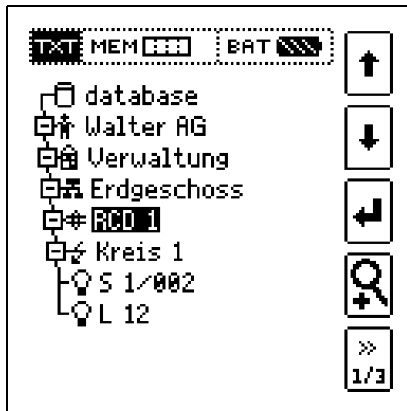 TXT MEM BAT
database
Walter AG
Verwaltung
Erdgeschoss
RCD 1
Kreis 1
S 1/002
L 12
»
1/3